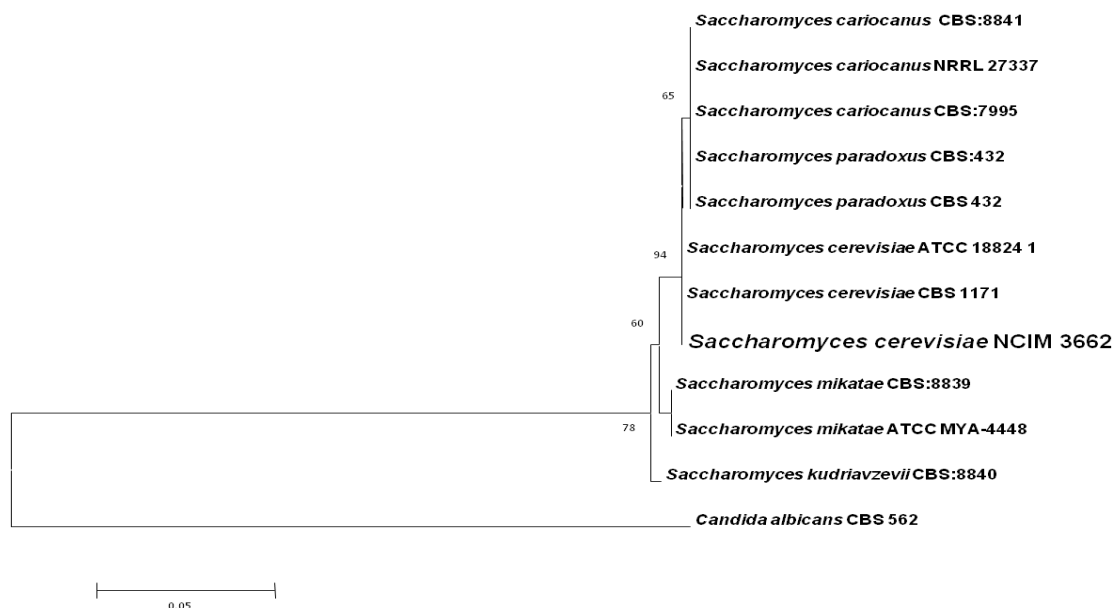 Saccharomyces cariocanus CBS:8841
Saccharomyces cariocanus NRRL 27337
65
Saccharomyces cariocanus CBS:7995
Saccharomyces paradoxus CBS:432
Saccharomyces paradoxus CBS 432
Saccharomyces cerevisiae ATCC 18824 1
94
Saccharomyces cerevisiae CBS 1171
60
Saccharomyces cerevisiae NCIM 3662
Saccharomyces mikatae CBS:8839
78
Saccharomyces mikatae ATCC MYA-4448
Saccharomyces kudriavzevii CBS:8840
Candida albicans CBS 562
0.05